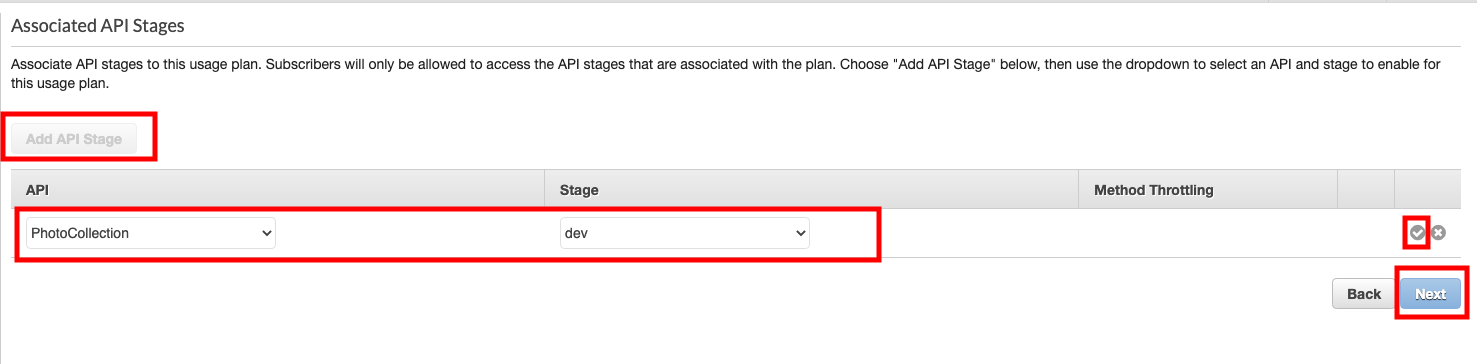 Associated API Stages
Associate API stages to this usage plan. Subscribers will only be allowed to access the API stages that are associated with the plan. Choose "Add API Stage" below, then use the dropdown to select an API and stage to enable for
this usage plan.
Add API Stage
API Stage Method Throttling
PhotoCollection dev
Back Next